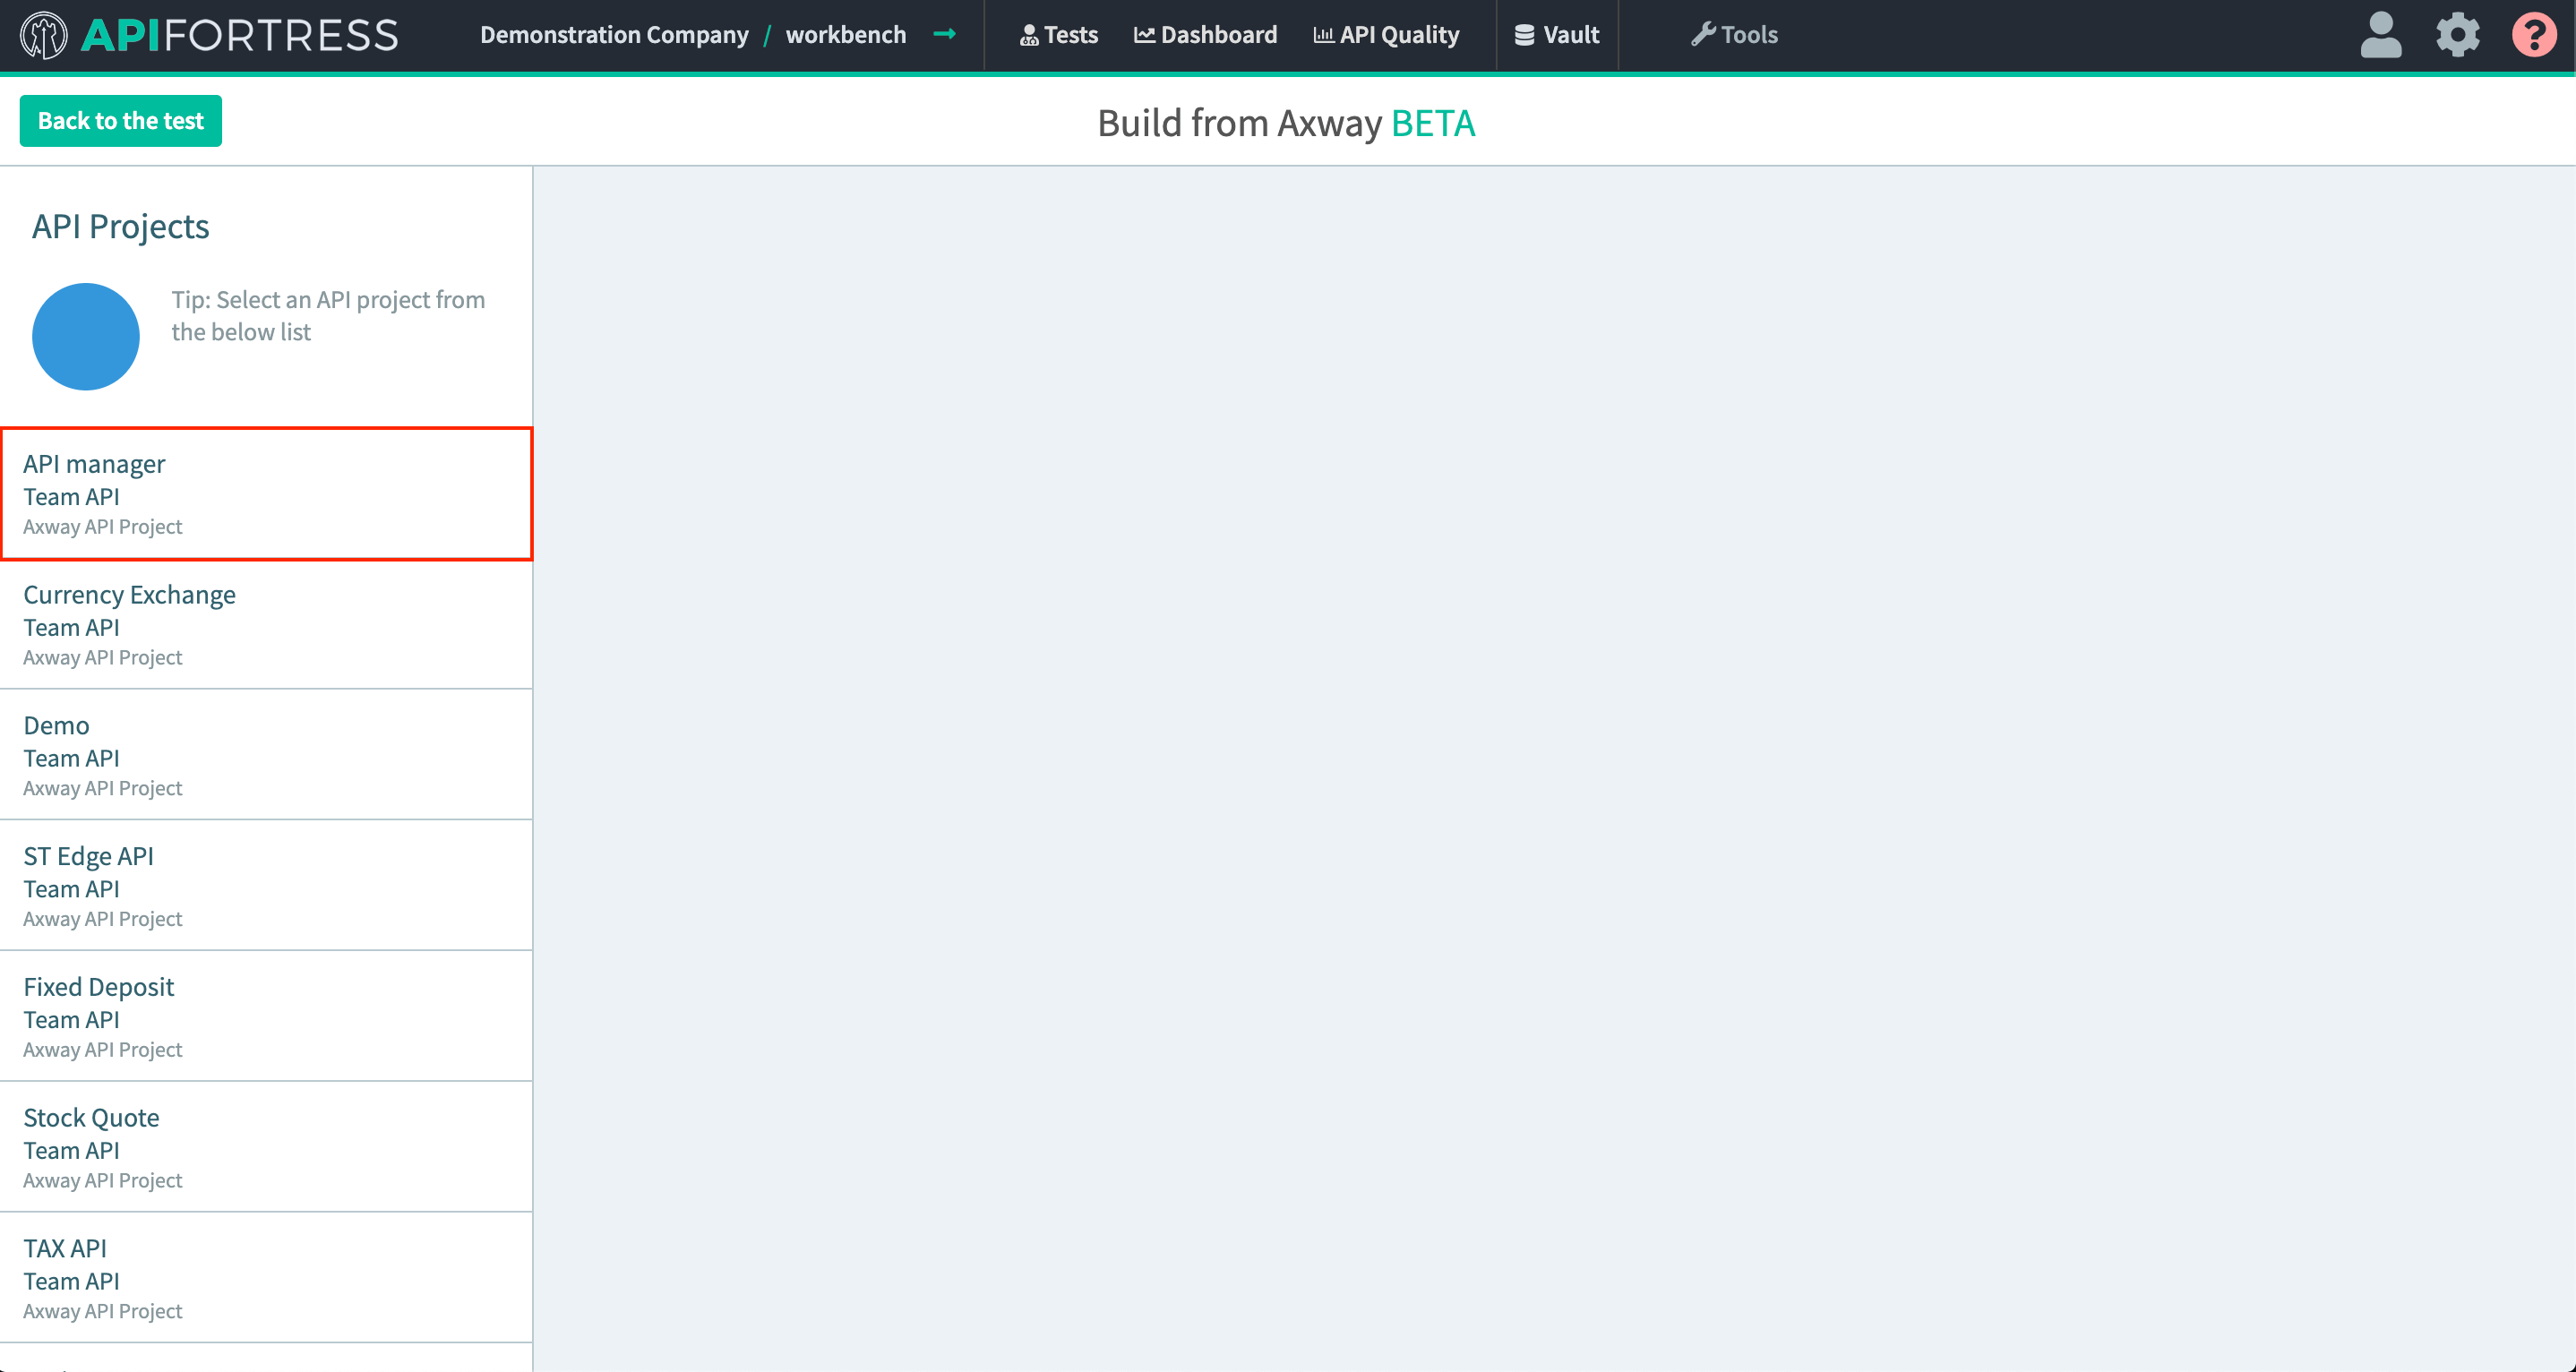 APIFORTRESS
Demonstration Company / workbench
Tests
Dashboard
API Quality
Vault
Tools
?
Back to the test
Build from Axway BETA
API Projects
Tip: Select an API project from
the below list
API manager
Team API
Axway API Project
Currency Exchange
Team API
Axway API Project
Demo
Team API
Axway API Project
ST Edge API
Team API
Axway API Project
Fixed Deposit
Team API
Axway API Project
Stock Quote
Team API
Axway API Project
TAX API
Team API
Axway API Project